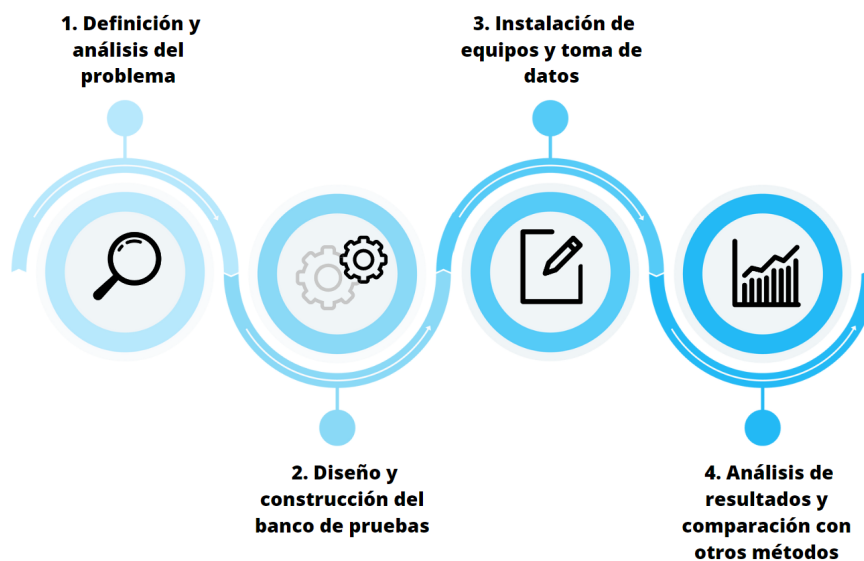 1. Definición y
análisis del
problema
2. Diseño y
construcción del
banco de pruebas
3. Instalación de
equipos y toma de
datos
4. Análisis de
resultados y
comparación con
otros métodos